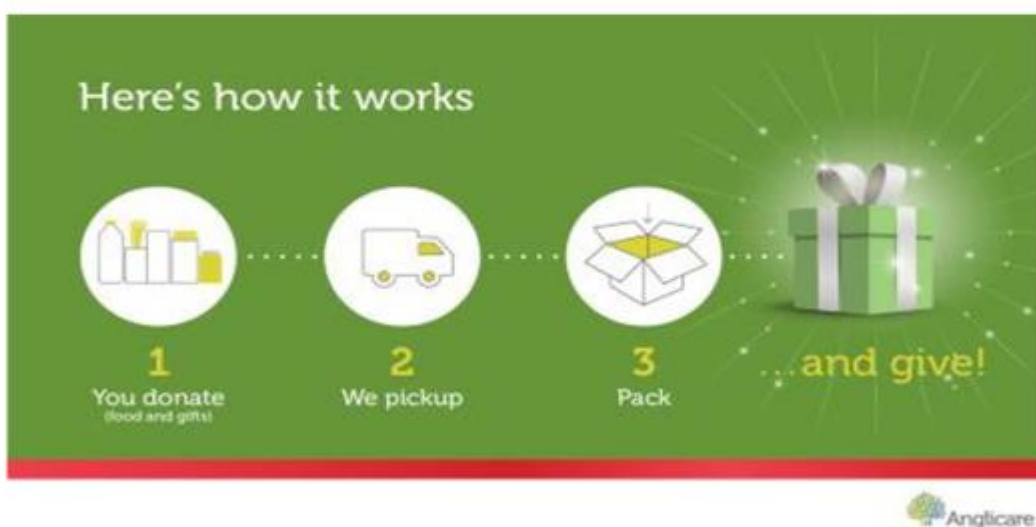 Here's how it works
1
You donate
(food and gifts)
2
We pickup
3
Pack
...and give!
Anglicare